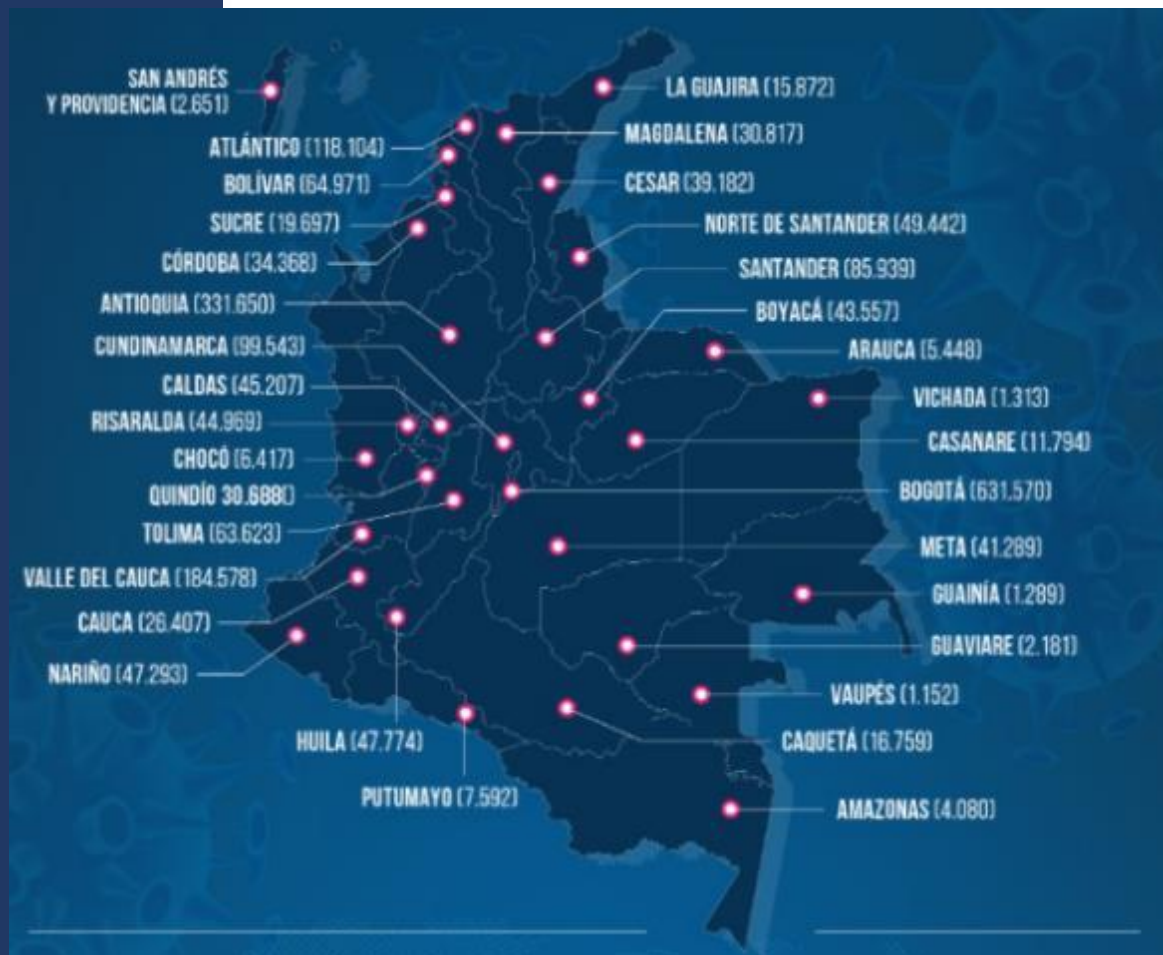 SAN ANDRÉS
Y PROVIDENCIA (2.651)
ATLÁNTICO (118.104)
BOLÍVAR (64.971)
SUCRE (19.697)
CÓRDOBA (34.368)
ANTIOQUIA (331.650)
CUNDINAMARCA (99.543)
CALDAS (45.207)
RISARALDA (44.969)
CHOCÓ (6.417)
QUINDÍO 30.688()
TOLIMA (63.623)
VALLE DEL CAUCA (184.578)
CAUCA (26.407)
NARIÑO (47.293)
HUILA (47.774)
PUTUMAYO (7.592)
LA GUAJIRA (15.872)
MAGDALENA (30.817)
CESAR (39.182)
NORTE DE SANTANDER (49.442)
SANTANDER (85.939)
BOYACÁ (43.557)
ARAUCA (5.448)
VICHADA (1.313)
CASANARE (11.794)
BOGOTÁ (631.570)
META (41.289)
GUAINÍA (1.289)
GUAVIARE (2.181)
VAUPÉS (1.152)
CAQUETÁ (16.759)
AMAZONAS (4.080)